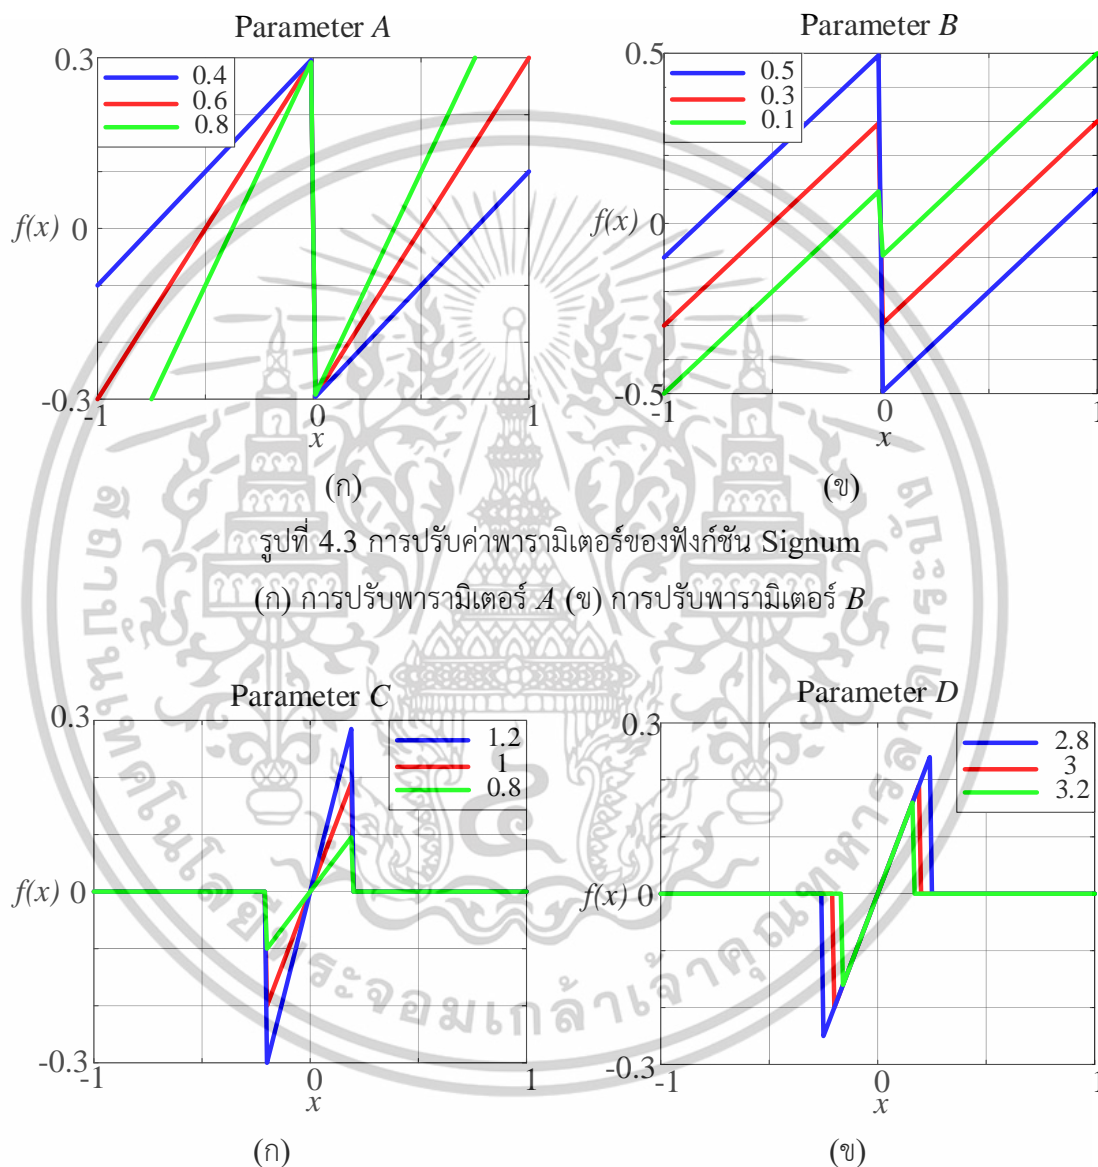 Parameter A
0.3
0.4
0.6
0.8
f(x) 0
-0.3
-1 0 1
x
(ก)
Parameter B
0.5
0.5
0.3
0.1
f(x) 0
-0.5
-1 0 1
x
(ข)
รูปที่ 4.3 การปรับค่าพารามิเตอร์ของฟังก์ชัน Signum
(ก) การปรับพารามิเตอร์ A (ข) การปรับพารามิเตอร์ B
Parameter C
0.3
1.2
1
0.8
f(x) 0
-0.3
-1 0 1
x
(ก)
Parameter D
0.3
2.8
3
3.2
f(x) 0
-0.3
-1 0 1
x
(ข)